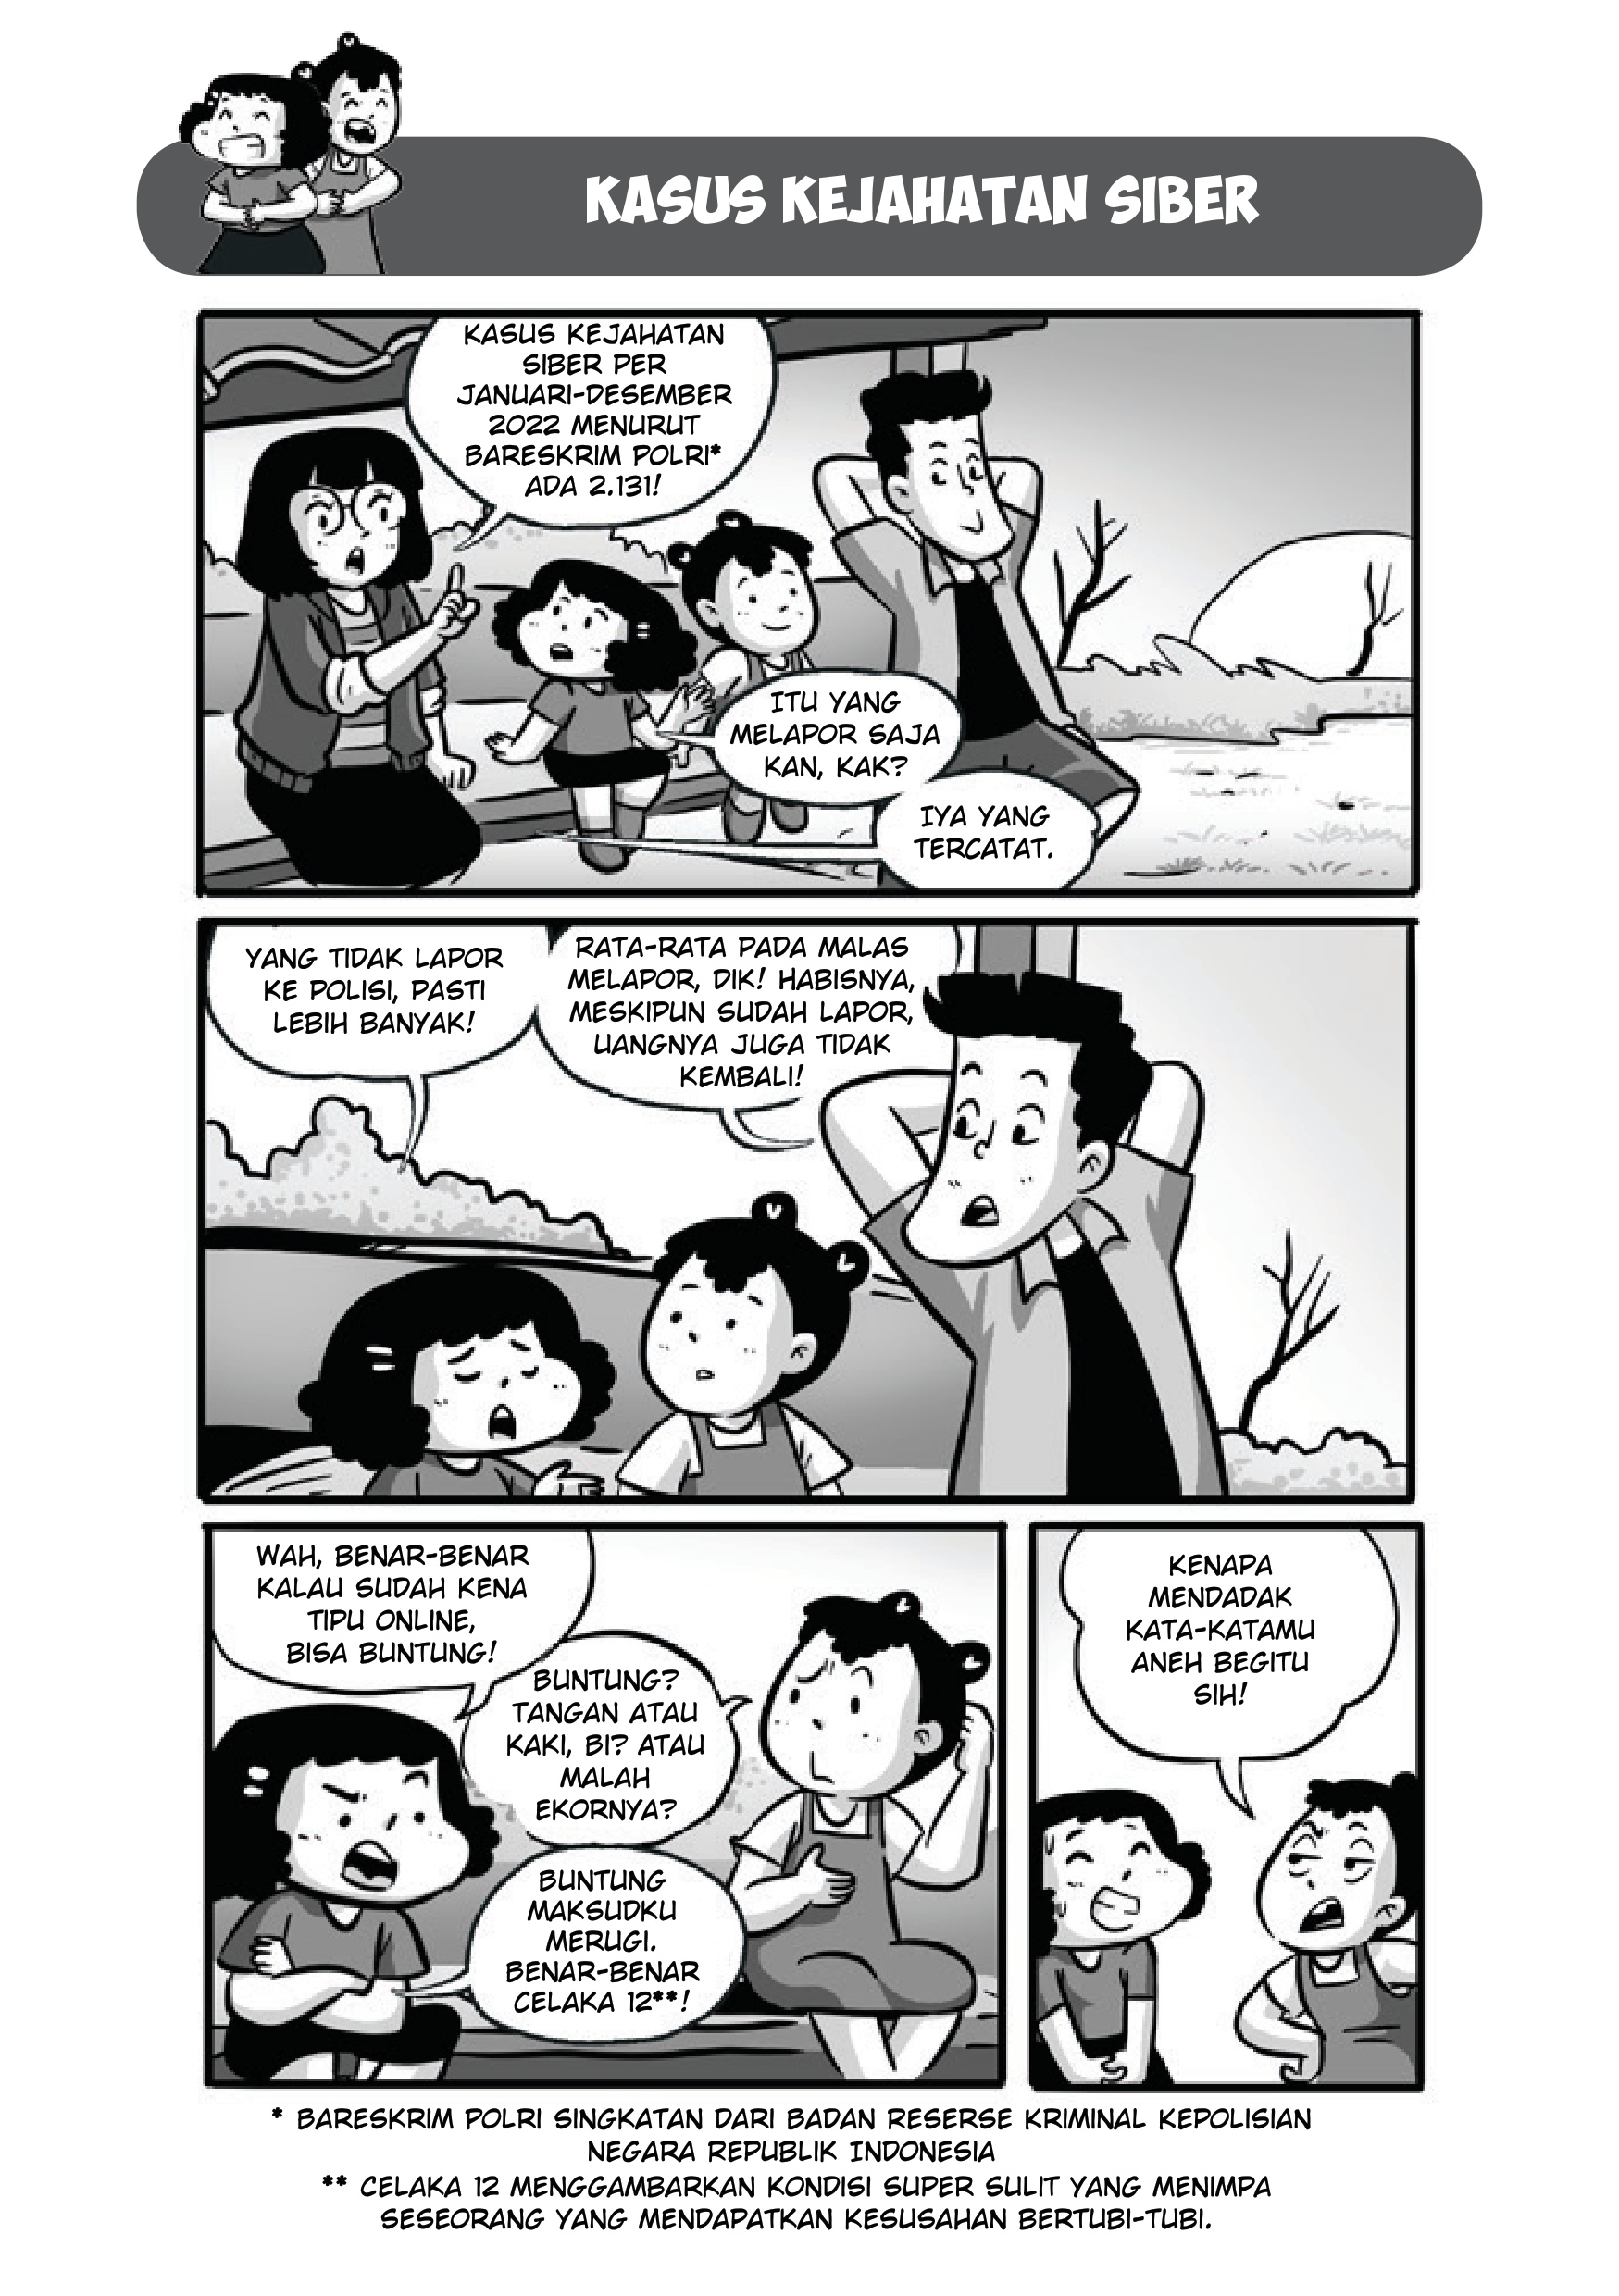 KASUS KEJAHATAN SIBER
KASUS KEJAHATAN
SIBER PER
JANUARI-DESEMBER
2022 MENURUT
BARESKRIM POLRI*
ADA 2.131!
ITU YANG
MELAPOR SAJA
KAN, KAK?
IYA YANG
TERCATAT.
YANG TIDAK LAPOR
KE POLISI, PASTI
LEBIH BANYAK!
RATA-RATA PADA MALAS
MELAPOR, DIK! HABISNYA,
MESKIPUN SUDAH LAPOR,
UANGNYA JUGA TIDAK
KEMBALI!
WAH, BENAR-BENAR
KALAU SUDAH KENA
TIPU ONLINE,
BISA BUNTUNG!
BUNTUNG?
TANGAN ATAU
KAKI, BI? ATAU
MALAH
EKORNYA?
BUNTUNG
MAKSUDKU
MERUGI.
BENAR-BENAR
CELAKA 12**!
KENAPA
MENDADAK
KATA-KATAMU
ANEH BEGITU
SIH!
* BARESKRIM POLRI SINGKATAN DARI BADAN RESERSE KRIMINAL KEPOLISIAN
NEGARA REPUBLIK INDONESIA
** CELAKA 12 MENGGAMBARKAN KONDISI SUPER SULIT YANG MENIMPA
SESEORANG YANG MENDAPATKAN KESUSAHAN BERTUBI-TUBI.